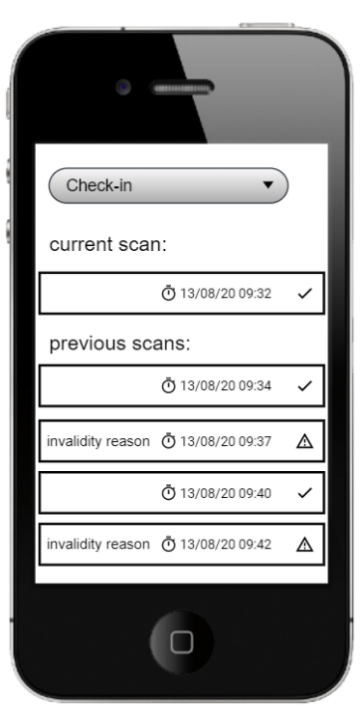 Check-in
current scan:
13/08/20 09:32
previous scans:
13/08/20 09:34
invalidity reason 13/08/20 09:37
13/08/20 09:40
invalidity reason 13/08/20 09:42